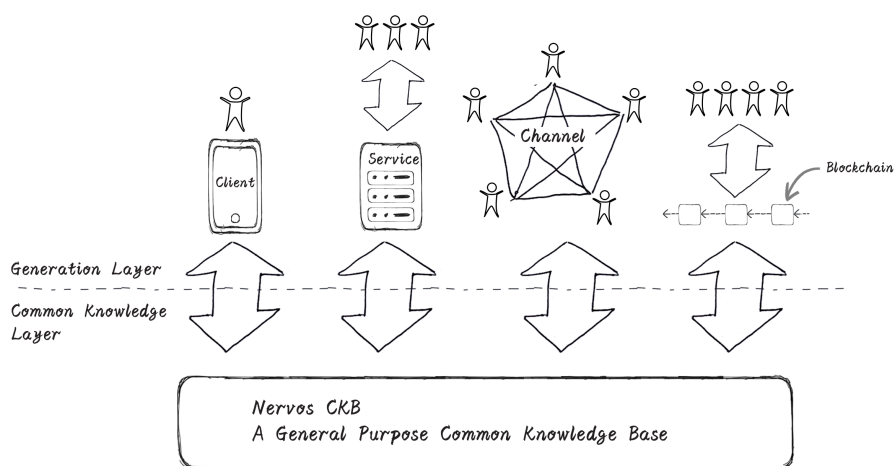 Client
Service
Channel
Blockchain
Generation Layer
Common Knowledge
Layer
Nervos CKB
A General Purpose Common Knowledge Base